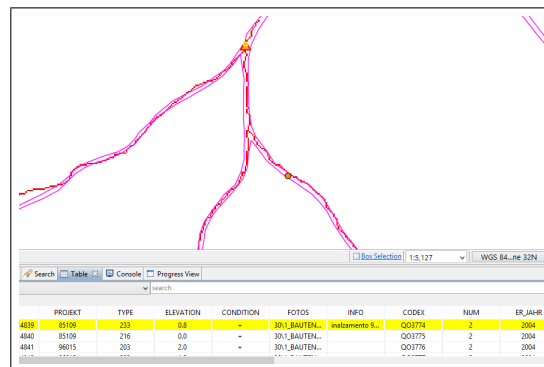 Box Selection 1:5,127 WGS 84...ne 32N
Search Table Console Progress View
search
PROJEKT TYPE ELEVATION CONDITION FOTOS INFO CODEX NUM ER_JAHR
4839 85109 233 0.8 + 30\1_BAUTEN... inalzamento 9... QO3774 2 2004
4840 85109 216 0.0 + 30\1_BAUTEN... QO3775 2 2004
4841 96015 203 2.0 + 30\1_BAUTEN... QO3776 2 2004